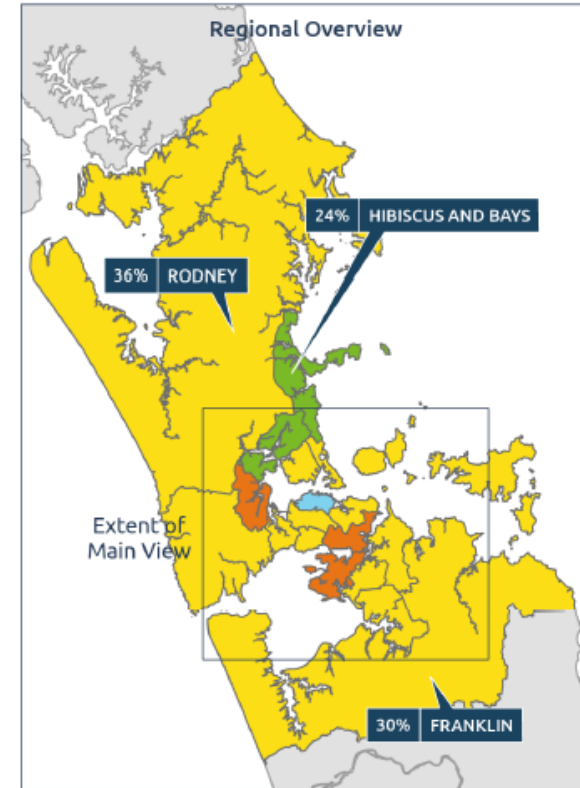 Regional Overview
24% HIBISCUS AND BAYS
36% RODNEY
Extent of
Main View
30% FRANKLIN